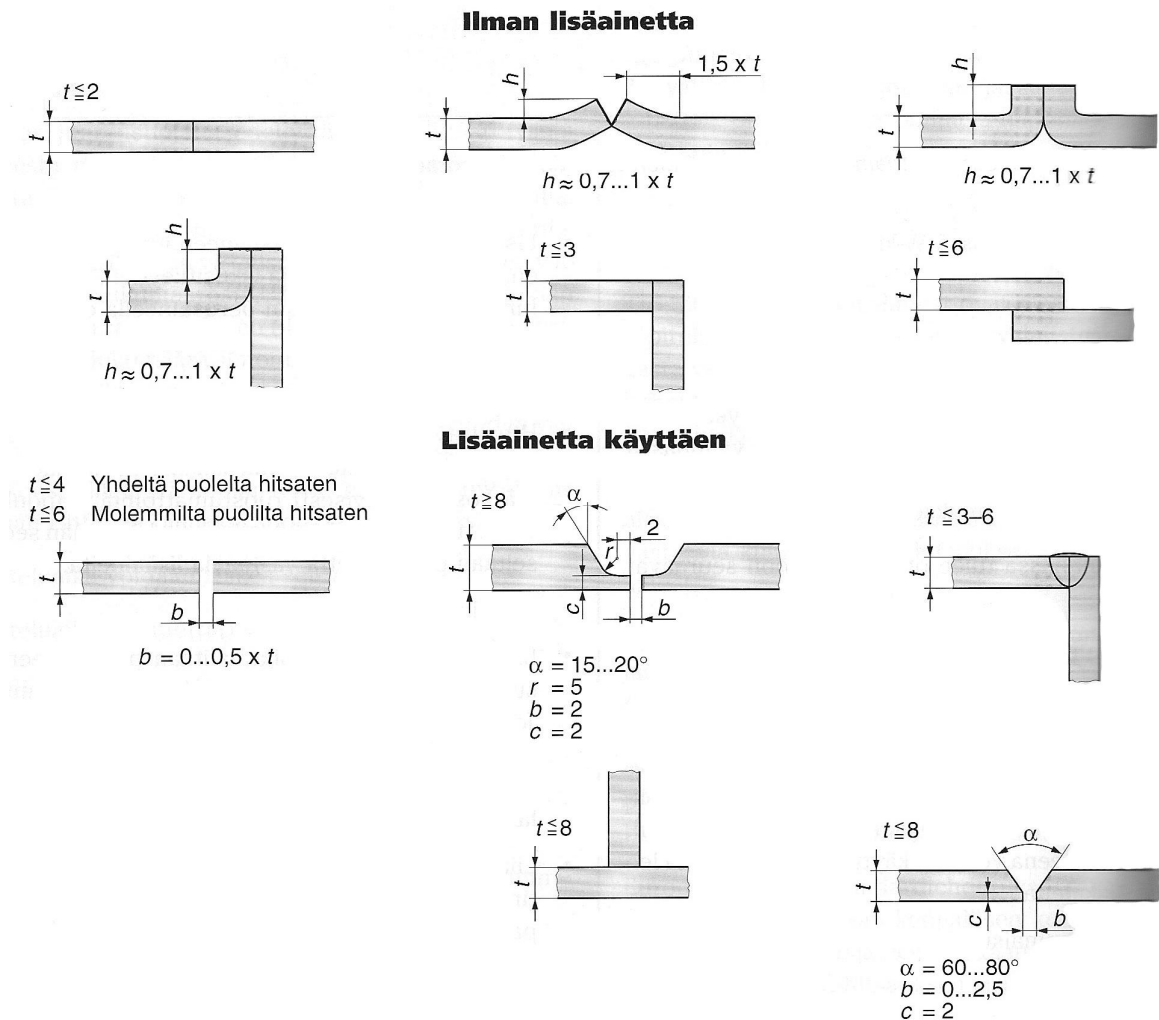 Ilman lisäainetta
t≦2
t
h
1,5 x t
t
h ≈ 0,7...1 x t
h
t
h ≈ 0,7...1 x t
h
t
h ≈ 0,7...1 x t
t≦3
t
t≦6
t
Lisäainetta käyttäen
t≦4 Yhdeltä puolelta hitsaten
t≦6 Molemmilta puolilta hitsaten
t
b
b = 0...0,5 x t
t≧8
α
2
r
t
c
b
α = 15...20°
r = 5
b = 2
c = 2
t ≦3–6
t
t≦8
t
t≦8
α
t
c
b
α = 60...80°
b = 0...2,5
c = 2